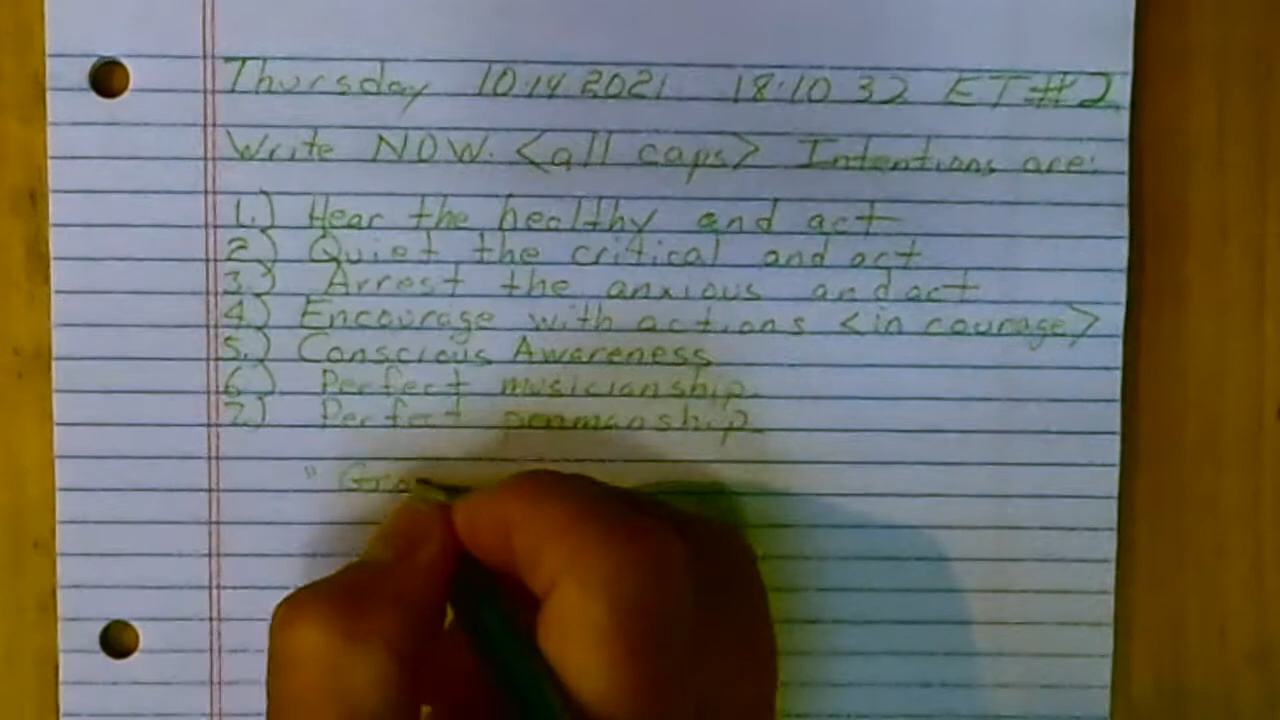 Thursday 10.14 2021 18:10 32 ET#2
Write NOW. <all caps> Intentions are:
1.) Hear the healthy and act
2.) Quiet the critical and act
3.) Arrest the anxious and act
4.) Encourage with actions <in courage>
5.) Conscious Awareness
6.) Perfect musicianship
7.) Perfect penmanship
" Gra